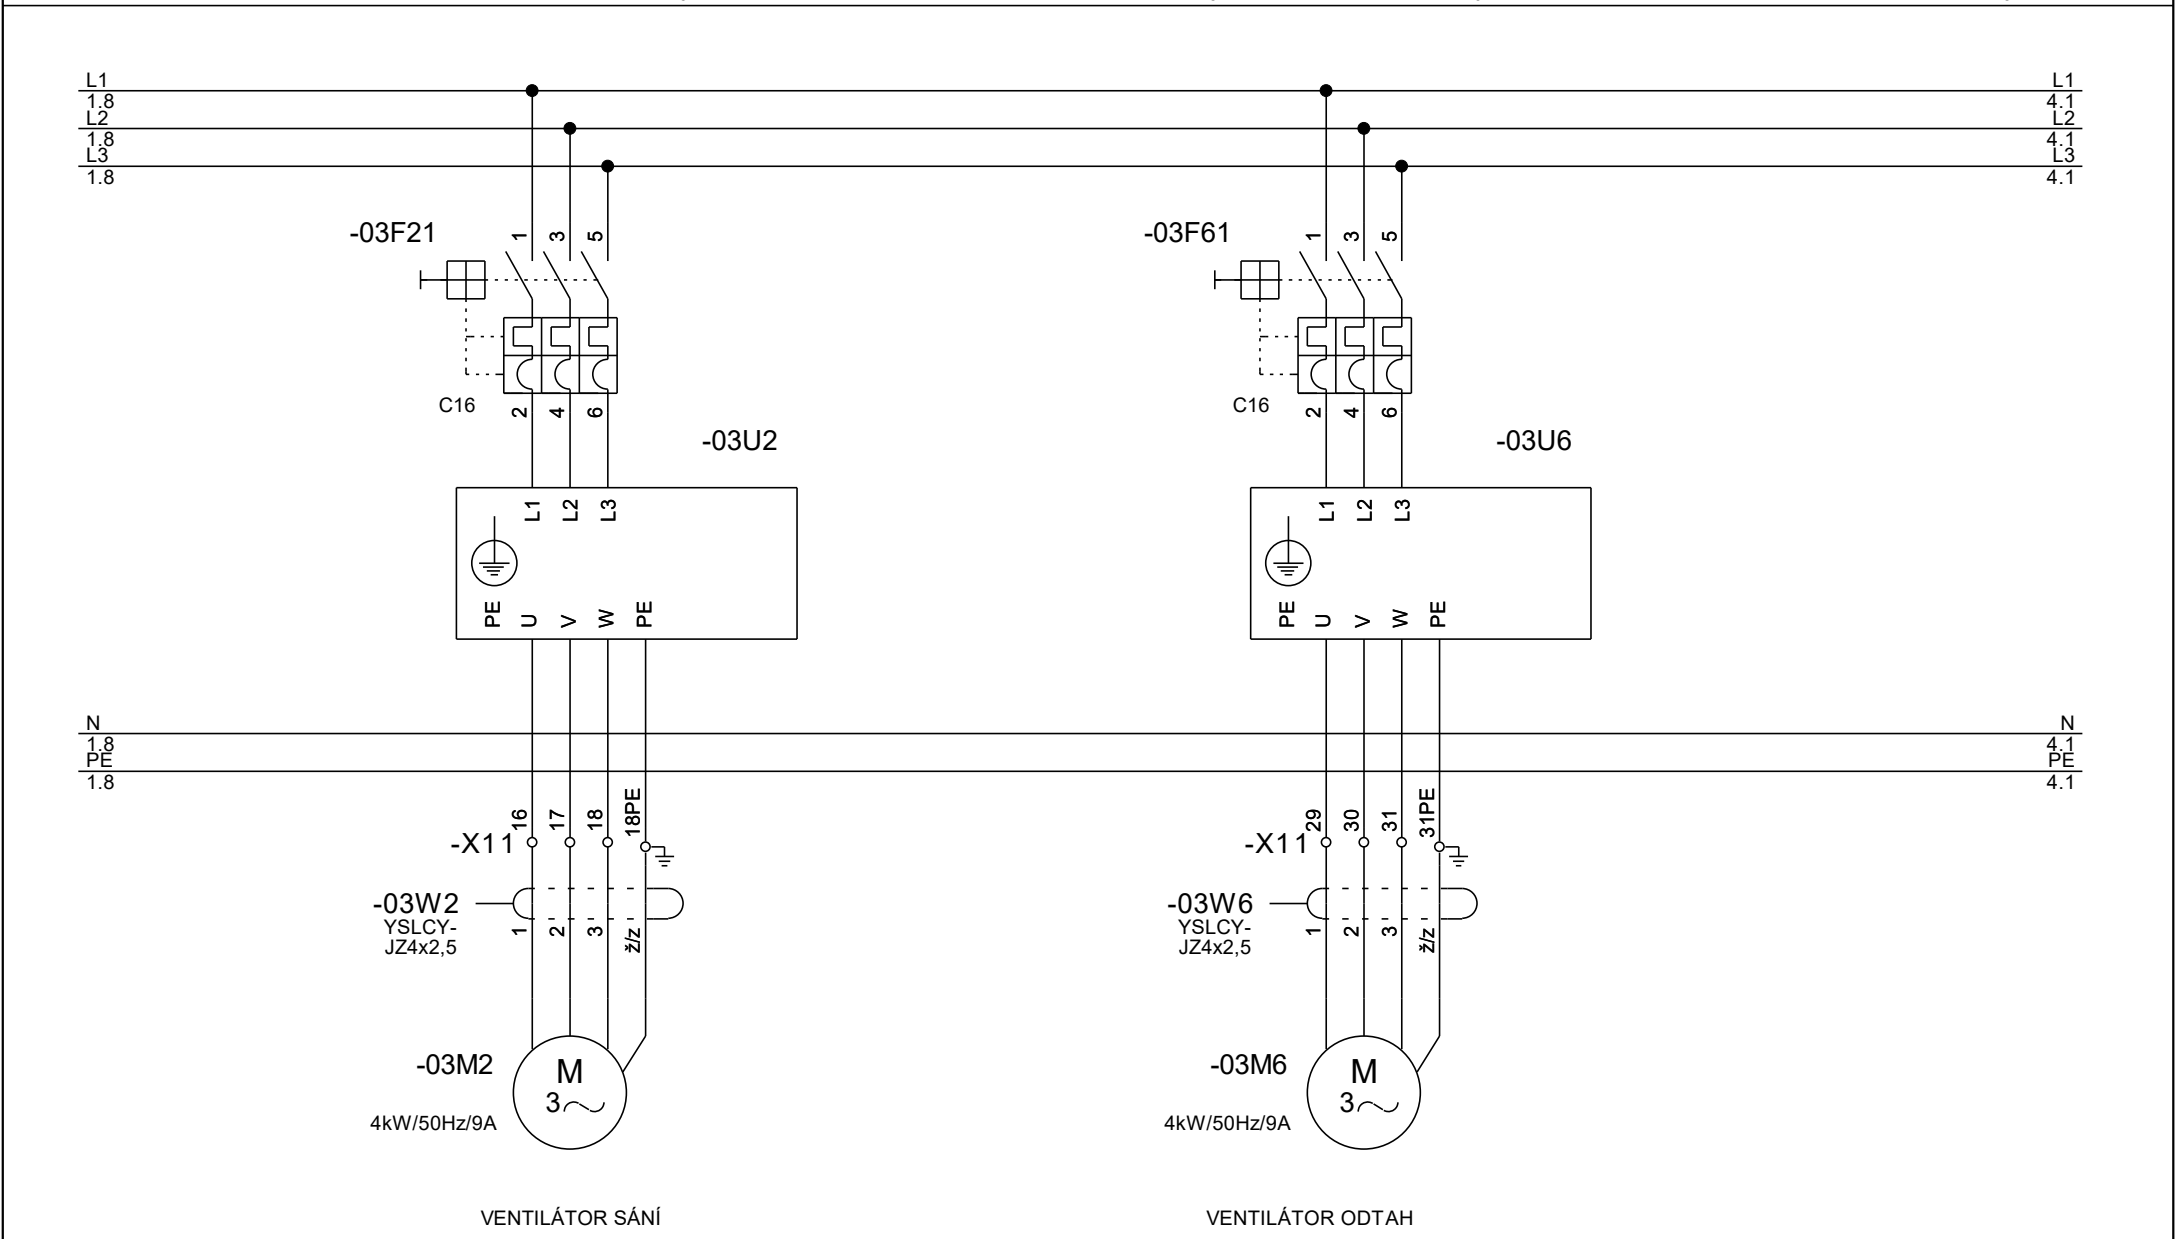 L1 L1
1.8 4.1
L2 L2
1.8 4.1
L3 L3
1.8 4.1
-03F21 1 3 5 -03F61 1 3 5
C16 2 4 6 C16 2 4 6
-03U2 -03U6
L1 L2 L3 L1 L2 L3
PE U V W PE PE U V W PE
N N
1.8 4.1
PE PE
1.8 4.1
16 17 18 18PE 29 30 31 31PE
-X11 -X11
-03W2 -03W6
YSLCY- YSLCY-
JZ4x2,5 JZ4x2,5
1 2 3 ž/z 1 2 3 ž/z
-03M2 M -03M6 M
3 3
4kW/50Hz/9A 4kW/50Hz/9A
VENTILÁTOR SÁNÍ VENTILÁTOR ODTAH